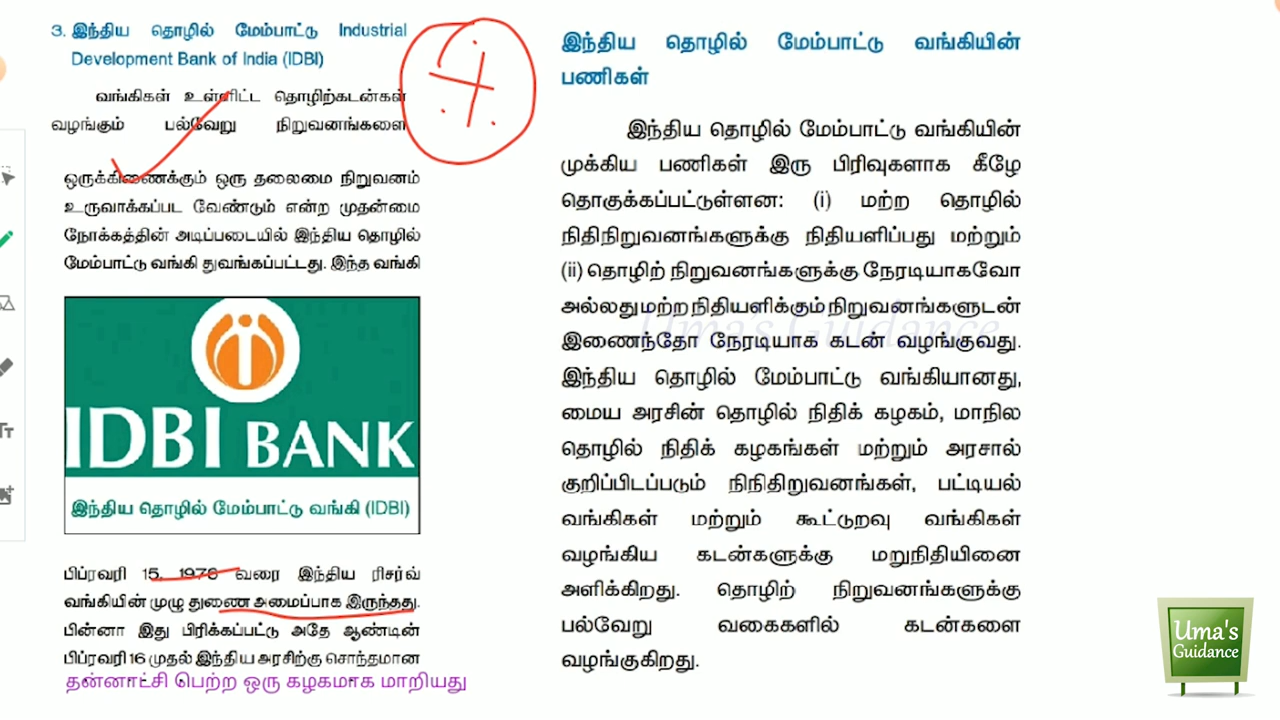 3. இந்திய தொழில் மேம்பாட்டு Industrial
Development Bank of India (IDBI)
வங்கிகள் உள்ளிட்ட தொழிற்கடன்கள்
வழங்கும் பல்வேறு நிறுவனங்களை
ஒருக்கிணைக்கும் ஒரு தலைமை நிறுவனம்
உருவாக்கப்பட வேண்டும் என்ற முதன்மை
நோக்கத்தின் அடிப்படையில் இந்திய தொழில்
மேம்பாட்டு வங்கி துவங்கப்பட்டது. இந்த வங்கி
IDBI BANK
இந்திய தொழில் மேம்பாட்டு வங்கி (IDBI)
பிப்ரவரி 15, 1976 வரை இந்திய ரிசர்வ்
வங்கியின் முழு துணை அமைப்பாக இருந்தது.
பின்னா இது பிரிக்கப்பட்டு அதே ஆண்டின்
பிப்ரவரி 16 முதல் இந்திய அரசிற்கு சொந்தமான
தன்னாட்சி பெற்ற ஒரு கழகமாக மாறியது
இந்திய தொழில் மேம்பாட்டு வங்கியின்
பணிகள்
இந்திய தொழில் மேம்பாட்டு வங்கியின்
முக்கிய பணிகள் இரு பிரிவுகளாக கீழே
தொகுக்கப்பட்டுள்ளன: (i) மற்ற தொழில்
நிதிநிறுவனங்களுக்கு நிதியளிப்பது மற்றும்
(ii) தொழிற் நிறுவனங்களுக்கு நேரடியாகவோ
அல்லது மற்ற நிதியளிக்கும் நிறுவனங்களுடன்
இணைந்தோ நேரடியாக கடன் வழங்குவது.
இந்திய தொழில் மேம்பாட்டு வங்கியானது,
மைய அரசின் தொழில் நிதிக் கழகம், மாநில
தொழில் நிதிக் கழகங்கள் மற்றும் அரசால்
குறிப்பிடப்படும் நிநிதிறுவனங்கள், பட்டியல்
வங்கிகள் மற்றும் கூட்டுறவு வங்கிகள்
வழங்கிய கடன்களுக்கு மறுநிதியினை
அளிக்கிறது. தொழிற் நிறுவனங்களுக்கு
பல்வேறு வகைகளில் கடன்களை
வழங்குகிறது.
Uma's Guidance
Uma's
Guidance